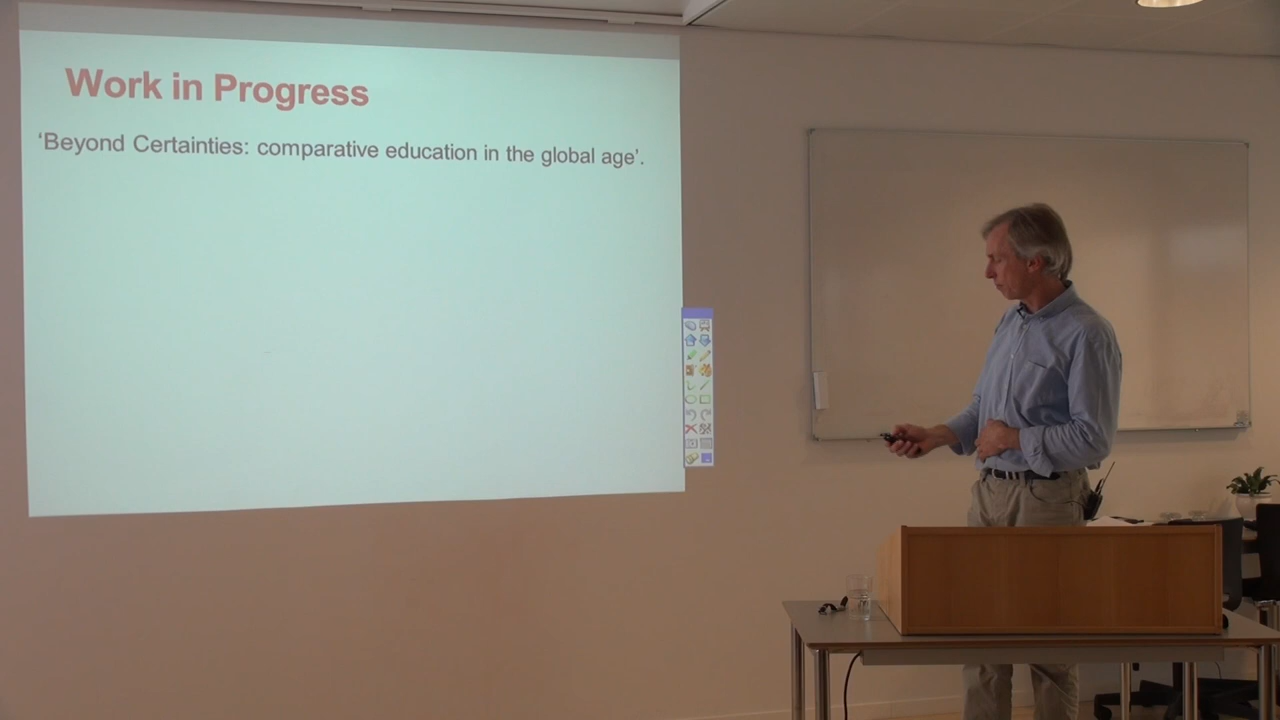 Work in Progress
‘Beyond Certainties: comparative education in the global age’.